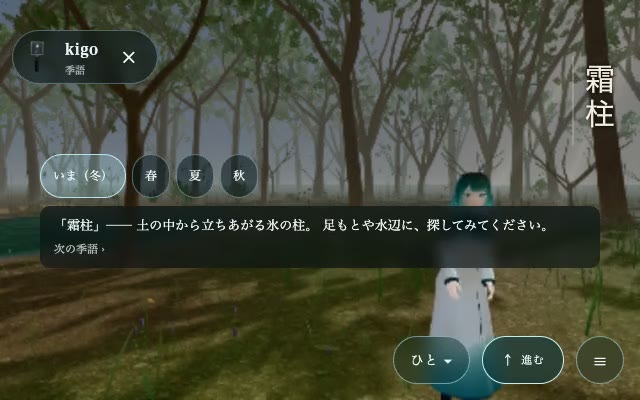 kigo
季語
霜柱
いま（冬）
春
夏
秋
「霜柱」—— 土の中から立ちあがる氷の柱。 足もとや水辺に、探してみてください。
次の季語 ›
ひと
↑ 進む